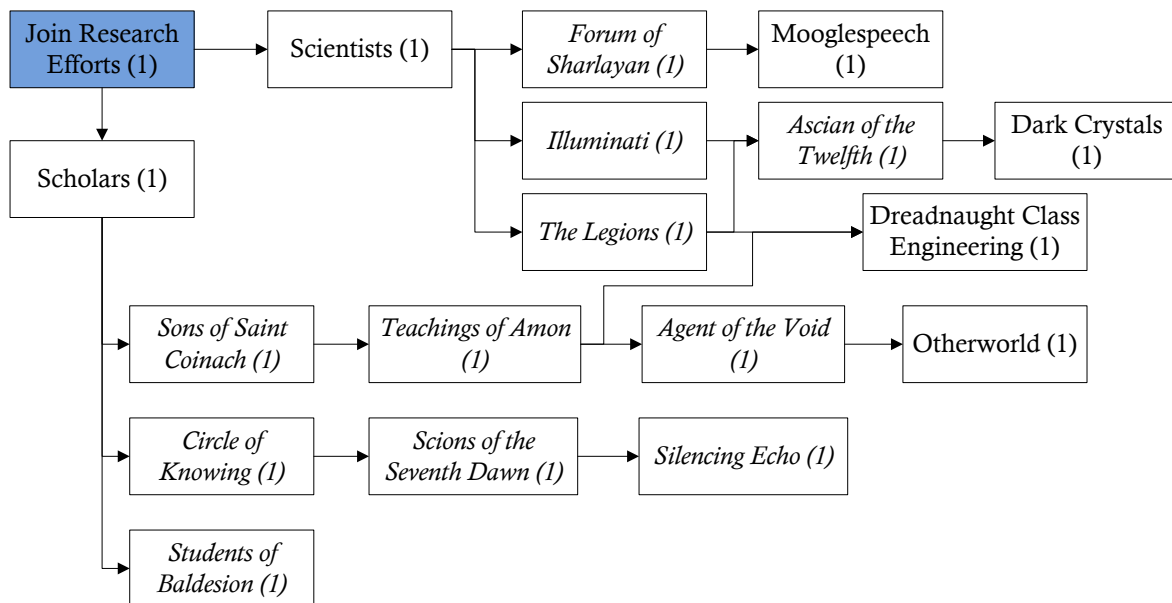 Join Research
Efforts (1)
Scientists (1)
Forum of
Sharlayan (1)
Mooglespeech
(1)
Illuminati (1)
Ascian of the
Twelfth (1)
Dark Crystals
(1)
Scholars (1)
The Legions (1)
Dreadnaught Class
Engineering (1)
Sons of Saint
Coinach (1)
Teachings of Amon
(1)
Agent of the Void
(1)
Otherworld (1)
Circle of
Knowing (1)
Scions of the
Seventh Dawn (1)
Silencing Echo (1)
Students of
Baldesion (1)